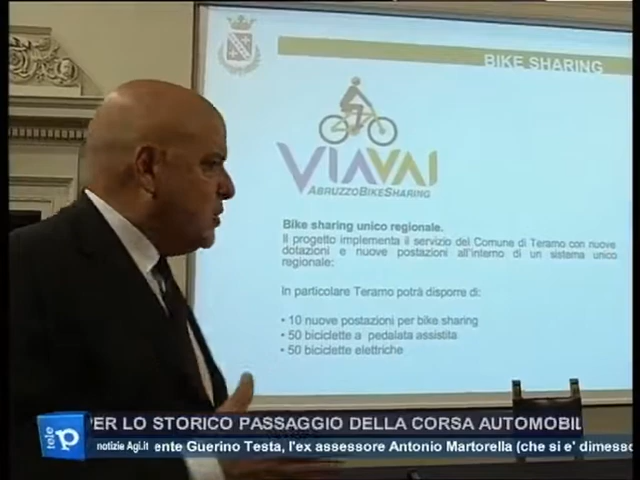 BIKE SHARING
VIAVAI
ABRUZZOBIKESHARING
Bike sharing unico regionale.
Il progetto implementa il servizio del Comune di Teramo con nuove
dotazioni e nuove postazioni all'interno di un sistema unico
regionale:
In particolare Teramo potrà disporre di:
• 10 nuove postazioni per bike sharing
• 50 biciclette a pedalata assistita
• 50 biciclette elettriche
tele p
PER LO STORICO PASSAGGIO DELLA CORSA AUTOMOBIL
notizie Agi.it
ente Guerino Testa, l'ex assessore Antonio Martorella (che si e' dimesso